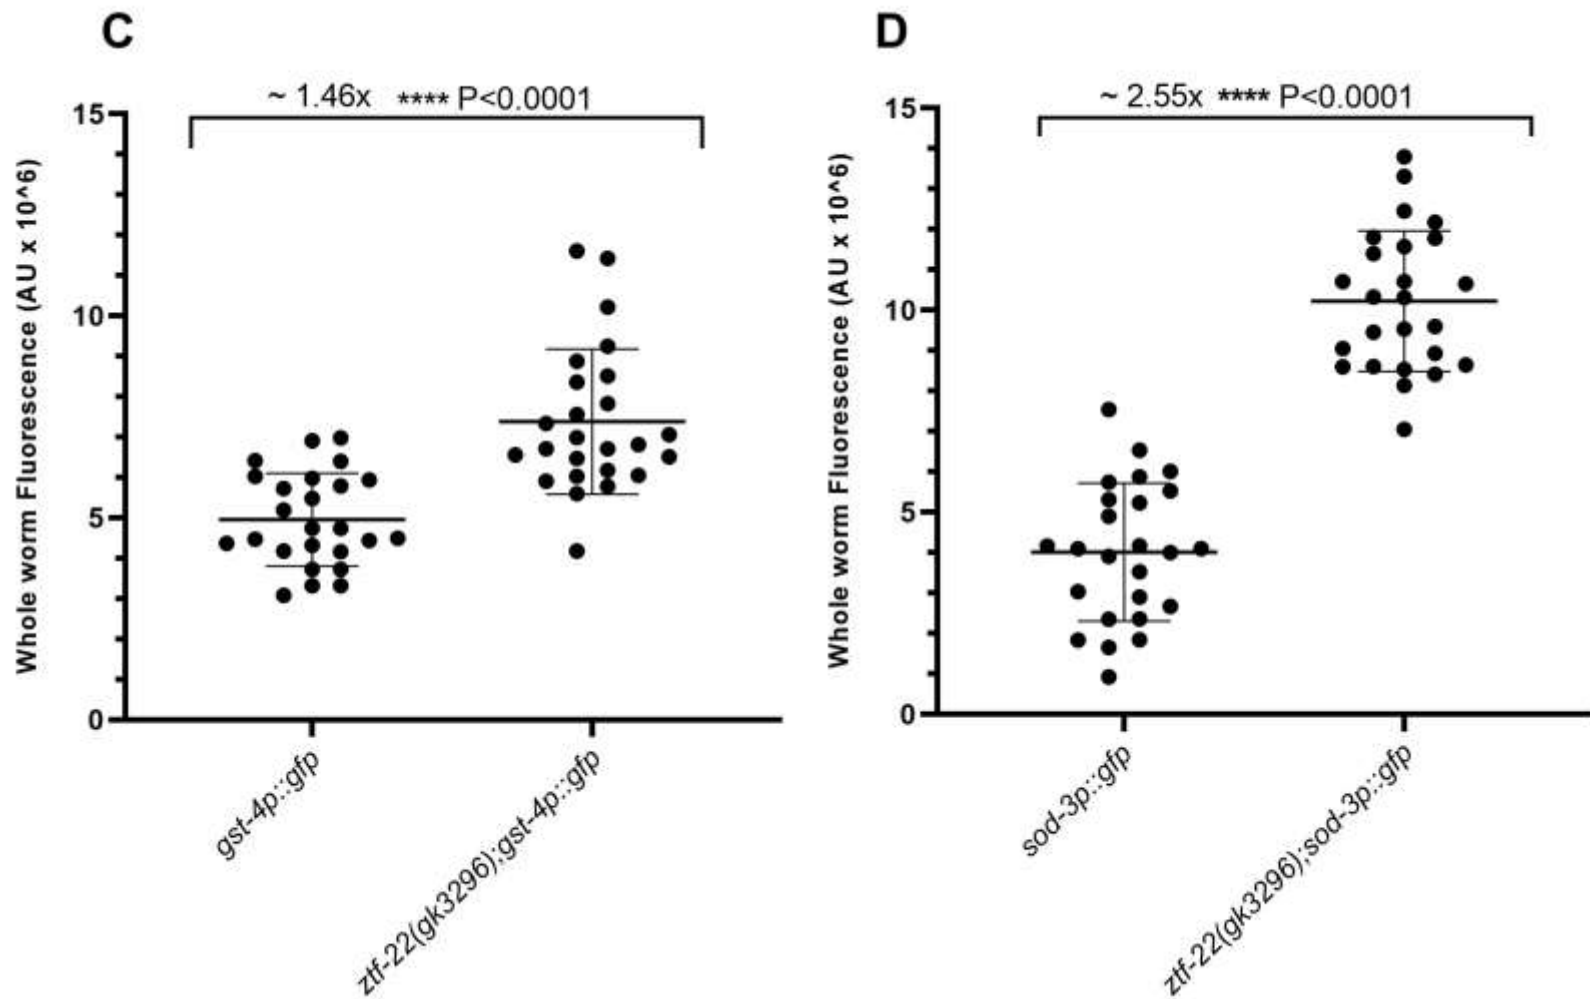 C
~ 1.46x **** P<0.0001
Whole worm Fluorescence (AU x 10^6)
15
10
5
0
gst-4p::gfp
ztf-22(gk3296);gst-4p::gfp
D
~ 2.55x **** P<0.0001
Whole worm Fluorescence (AU x 10^6)
15
10
5
0
sod-3p::gfp
ztf-22(gk3296);sod-3p::gfp